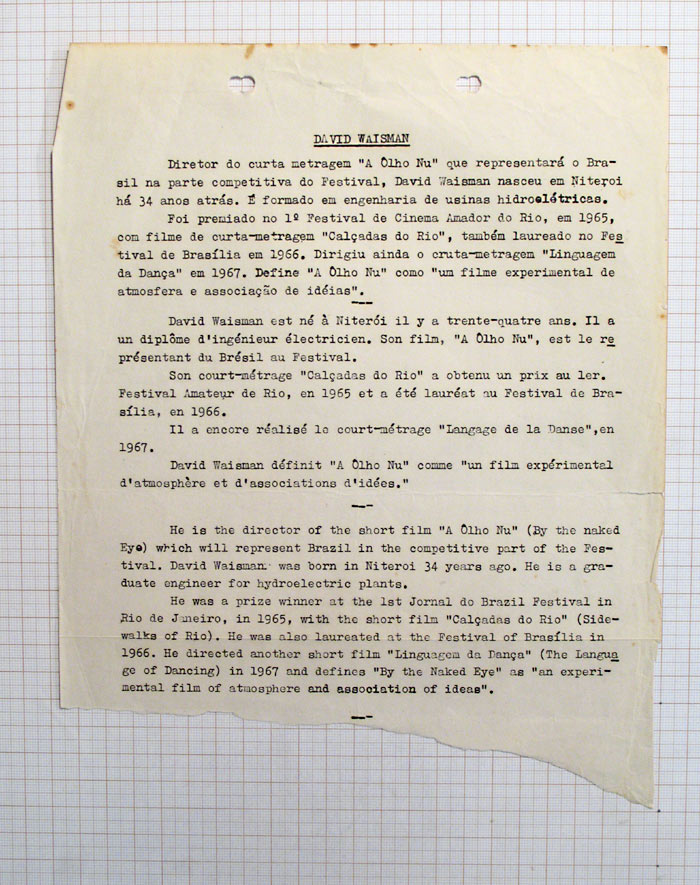 DAVID WAISMAN
Diretor do curta metragem "A Ôlho Nu" que representará o Bra-
sil na parte competitiva do Festival, David Waisman nasceu em Niteroi
há 34 anos atrás. É formado em engenharia de usinas hidroelétricas.
Foi premiado no 1º Festival de Cinema Amador do Rio, em 1965,
com filme de curta-metragem "Calçadas do Rio", também laureado no Fes
tival de Brasília em 1966. Dirigiu ainda o cruta-metragem "Linguagem
da Dança" em 1967. Define "A Ôlho Nu" como "um filme experimental de
atmosfera e associação de idéias".
David Waisman est né à Niterói il y a trente-quatre ans. Il a
un diplôme d'ingénieur électricien. Son film, "A Ôlho Nu", est le re
présentant du Brésil au Festival.
Son court-métrage "Calçadas do Rio" a obtenu un prix au 1er.
Festival Amateur de Rio, en 1965 et a été lauréat au Festival de Bra-
sília, en 1966.
Il a encore réalisé le court-métrage "Langage de la Danse",en
1967.
David Waisman définit "A Ôlho Nu" comme "un film expérimental
d'atmosphère et d'associations d'idées."
He is the director of the short film "A Ôlho Nu" (By the naked
Eye) which will represent Brazil in the competitive part of the Fes-
tival. David Waisman was born in Niteroi 34 years ago. He is a gra-
duate engineer for hydroelectric plants.
He was a prize winner at the 1st Jornal do Brazil Festival in
Rio de Janeiro, in 1965, with the short film "Calçadas do Rio" (Side-
walks of Rio). He was also laureated at the Festival of Brasília in
1966. He directed another short film "Linguagem da Dança" (The Langua
ge of Dancing) in 1967 and defines "By the Naked Eye" as "an experi-
mental film of atmosphere and association of ideas".